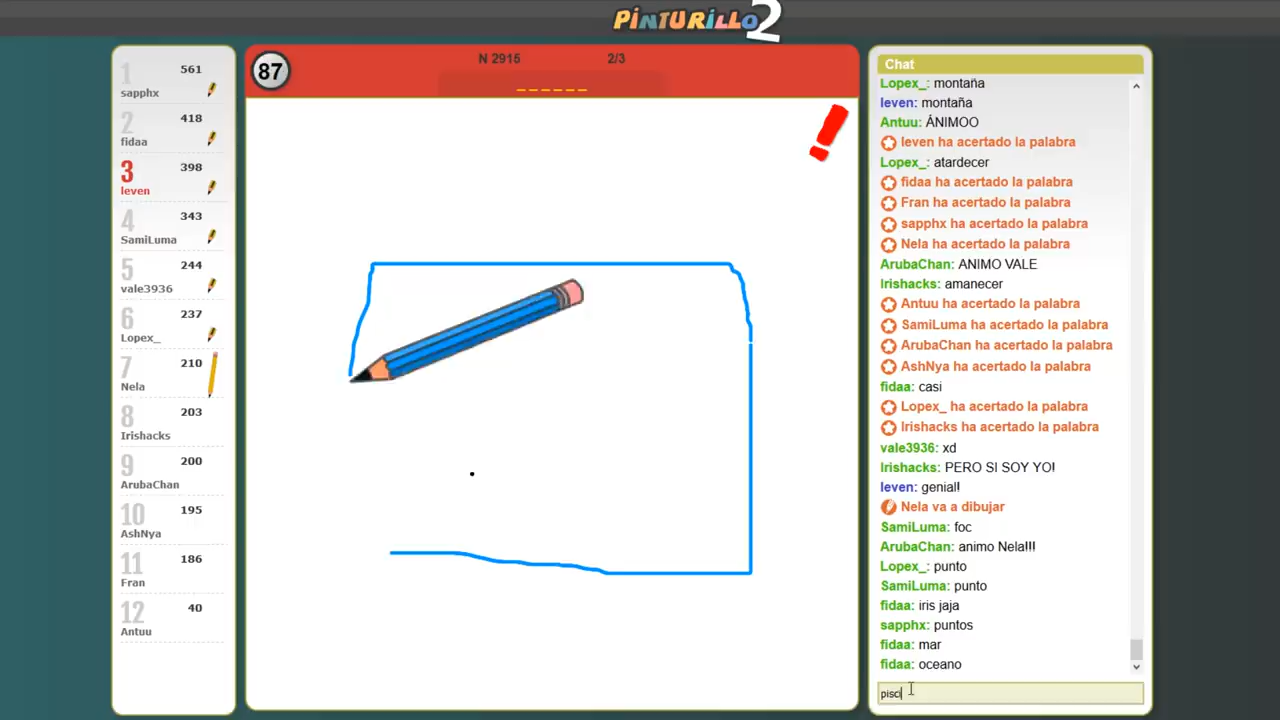 PiNTURiLLO 2
1
561
sapphx
2
418
fidaa
3
398
leven
4
343
SamiLuma
5
244
vale3936
6
237
Lopex_
7
210
Nela
8
203
Irishacks
9
200
ArubaChan
10
195
AshNya
11
186
Fran
12
40
Antuu
87
N 2915
2/3
_ _ _ _ _ _
!
Chat
Lopex_: montaña
leven: montaña
Antuu: ÁNIMOO
leven ha acertado la palabra
Lopex_: atardecer
fidaa ha acertado la palabra
Fran ha acertado la palabra
sapphx ha acertado la palabra
Nela ha acertado la palabra
ArubaChan: ANIMO VALE
Irishacks: amanecer
Antuu ha acertado la palabra
SamiLuma ha acertado la palabra
ArubaChan ha acertado la palabra
AshNya ha acertado la palabra
fidaa: casi
Lopex_ ha acertado la palabra
Irishacks ha acertado la palabra
vale3936: xd
Irishacks: PERO SI SOY YO!
leven: genial!
Nela va a dibujar
SamiLuma: foc
ArubaChan: animo Nela!!!
Lopex_: punto
SamiLuma: punto
fidaa: iris jaja
sapphx: puntos
fidaa: mar
fidaa: oceano
pisci